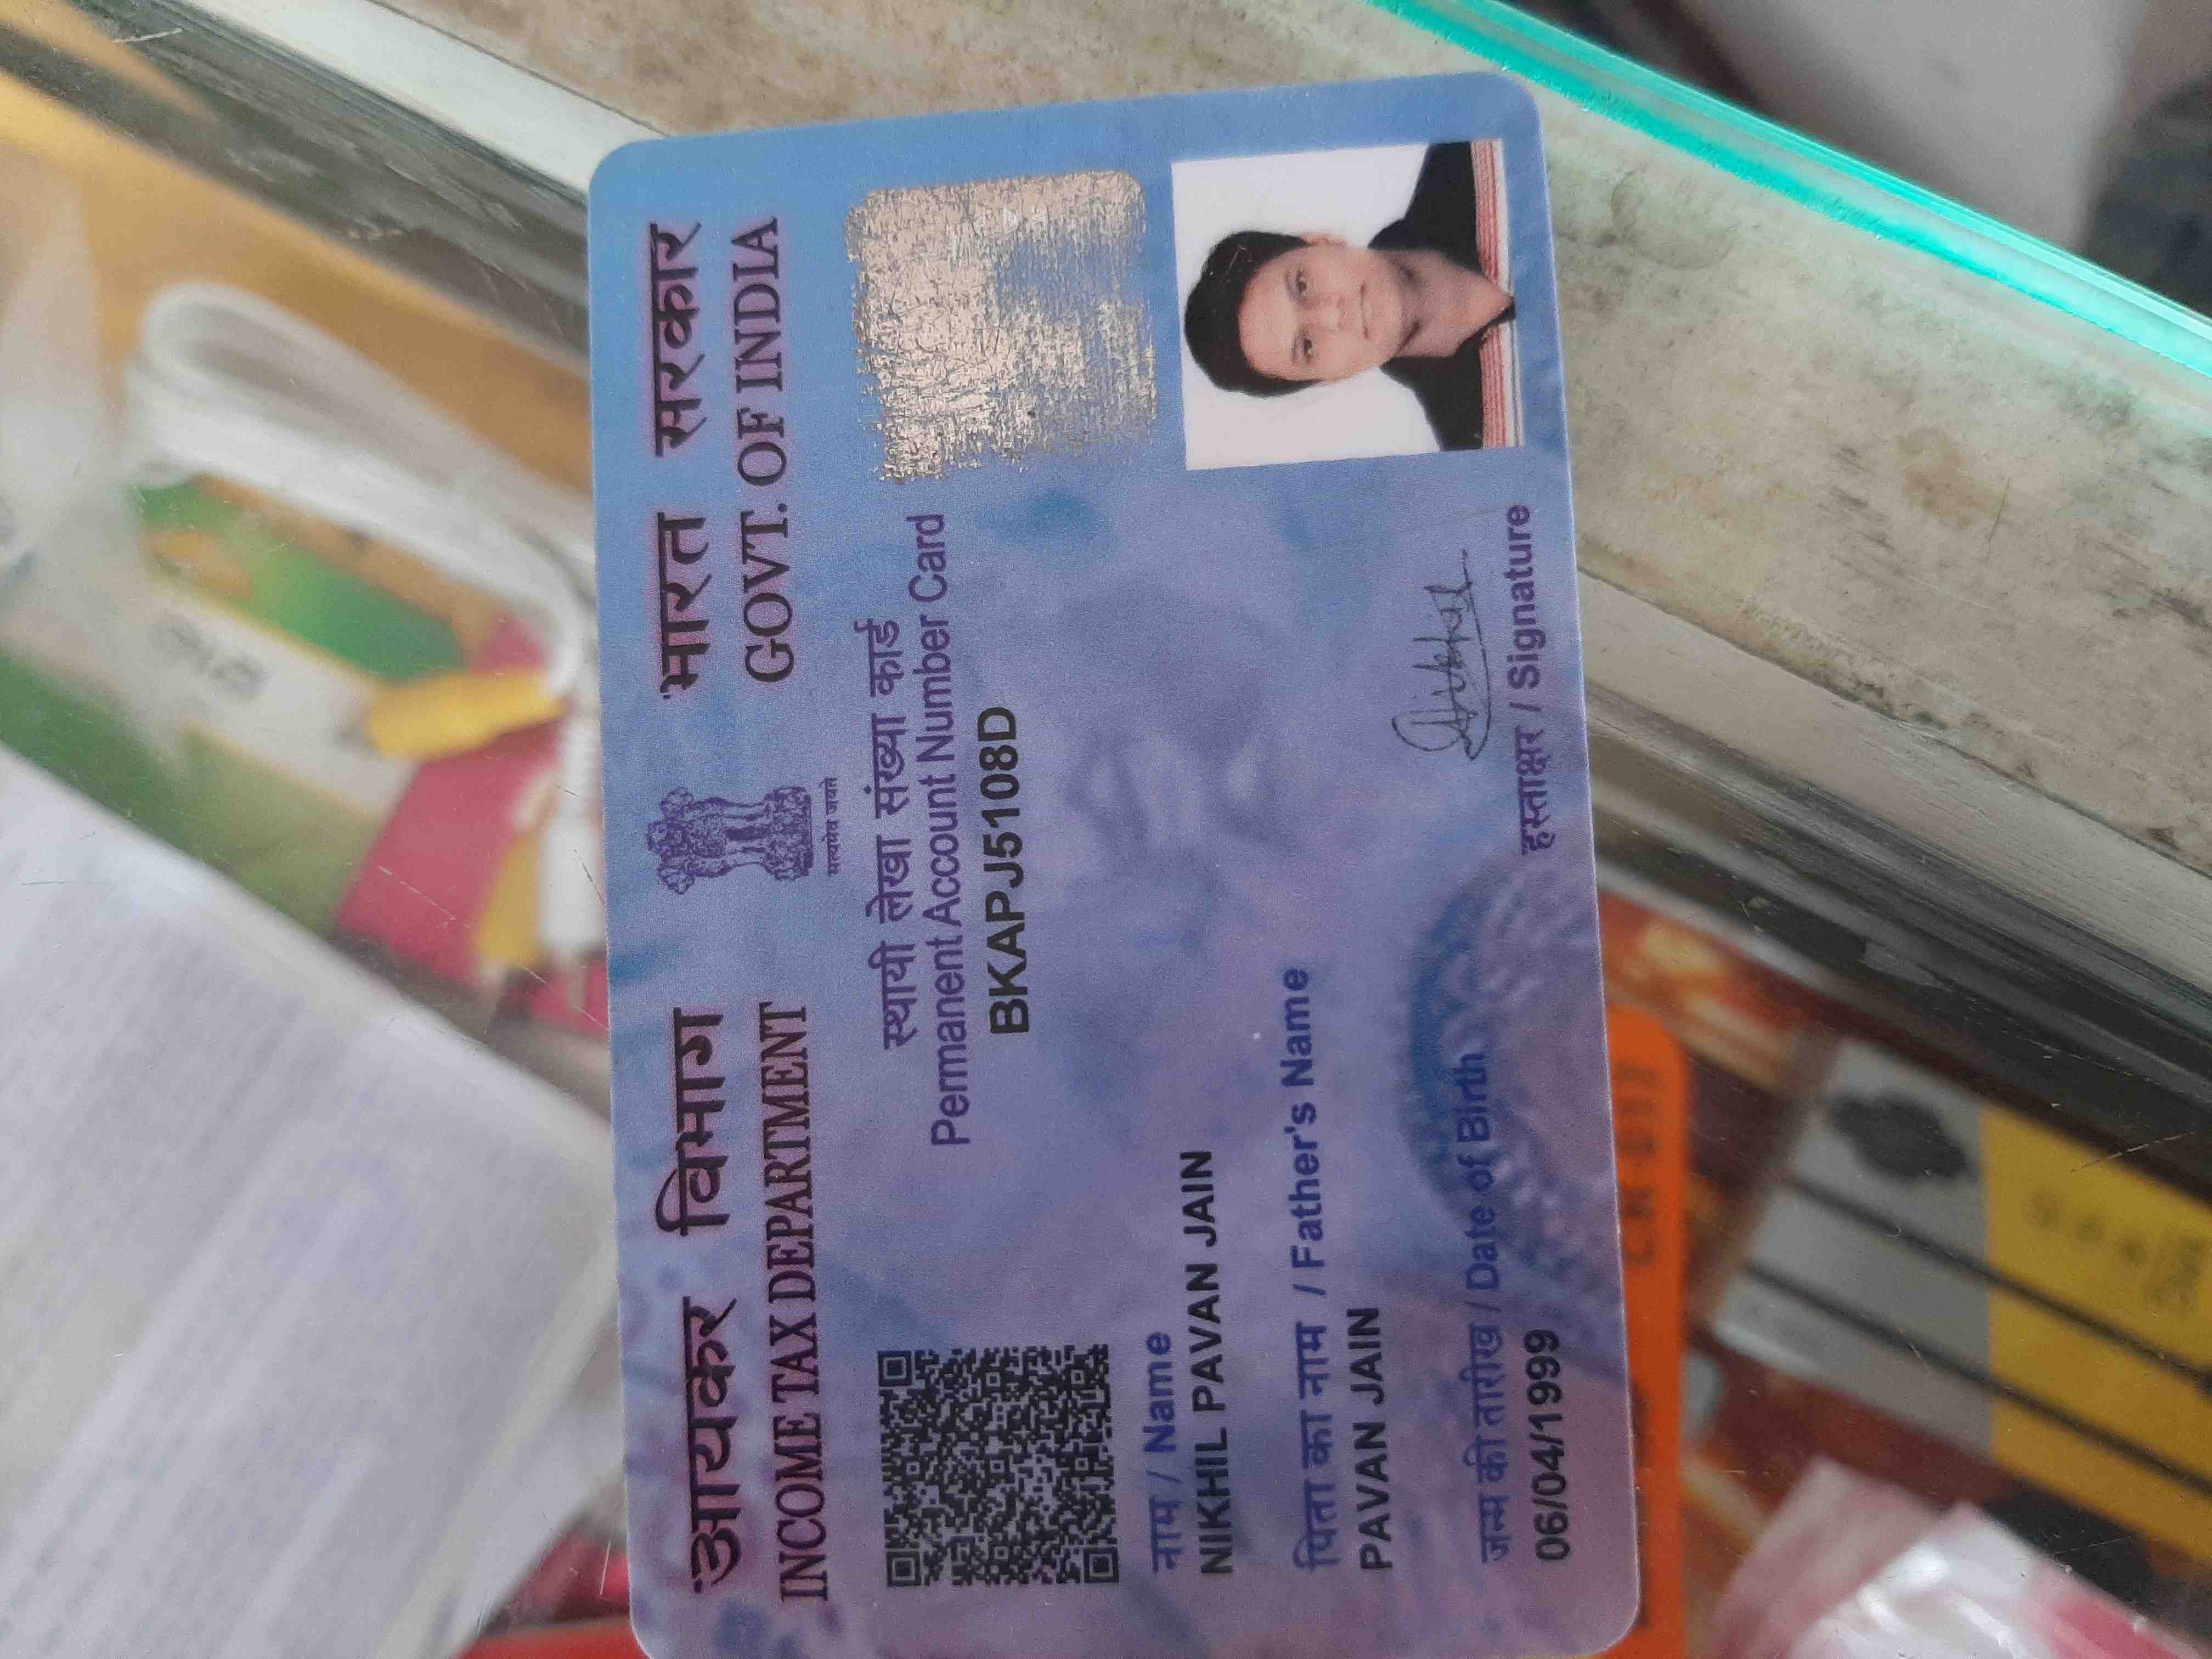 आयकर विभाग
INCOME TAX DEPARTMENT
भारत सरकार
GOVT. OF INDIA
सत्यमेव जयते
स्थायी लेखा संख्या कार्ड
Permanent Account Number Card
BKAPJ5108D
नाम / Name
NIKHIL PAVAN JAIN
पिता का नाम / Father's Name
PAVAN JAIN
जन्म की तारीख / Date of Birth
06/04/1999
हस्ताक्षर / Signature